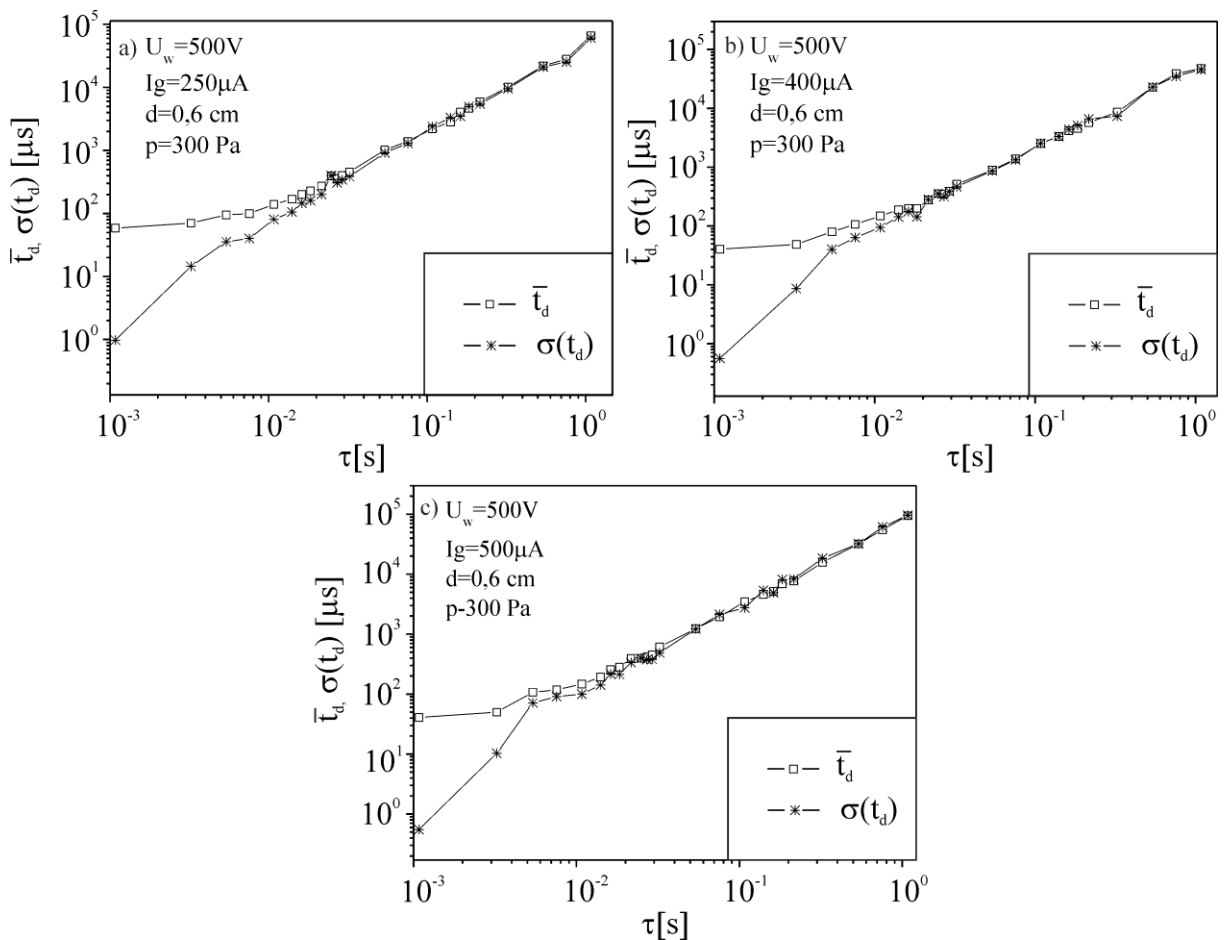 a) U_w=500V
Ig=250μA
d=0,6 cm
p=300 Pa
10^5
10^4
10^3
10^2
10^1
10^0
t̅_d, σ(t_d) [μs]
t̅_d
σ(t_d)
10^-3 10^-2 10^-1 10^0
τ[s]
b) U_w=500V
Ig=400μA
d=0,6 cm
p=300 Pa
10^5
10^4
10^3
10^2
10^1
10^0
t̅_d, σ(t_d) [μs]
t̅_d
σ(t_d)
10^-3 10^-2 10^-1 10^0
τ[s]
c) U_w=500V
Ig=500μA
d=0,6 cm
p-300 Pa
10^5
10^4
10^3
10^2
10^1
10^0
t̅_d, σ(t_d) [μs]
t̅_d
σ(t_d)
10^-3 10^-2 10^-1 10^0
τ[s]